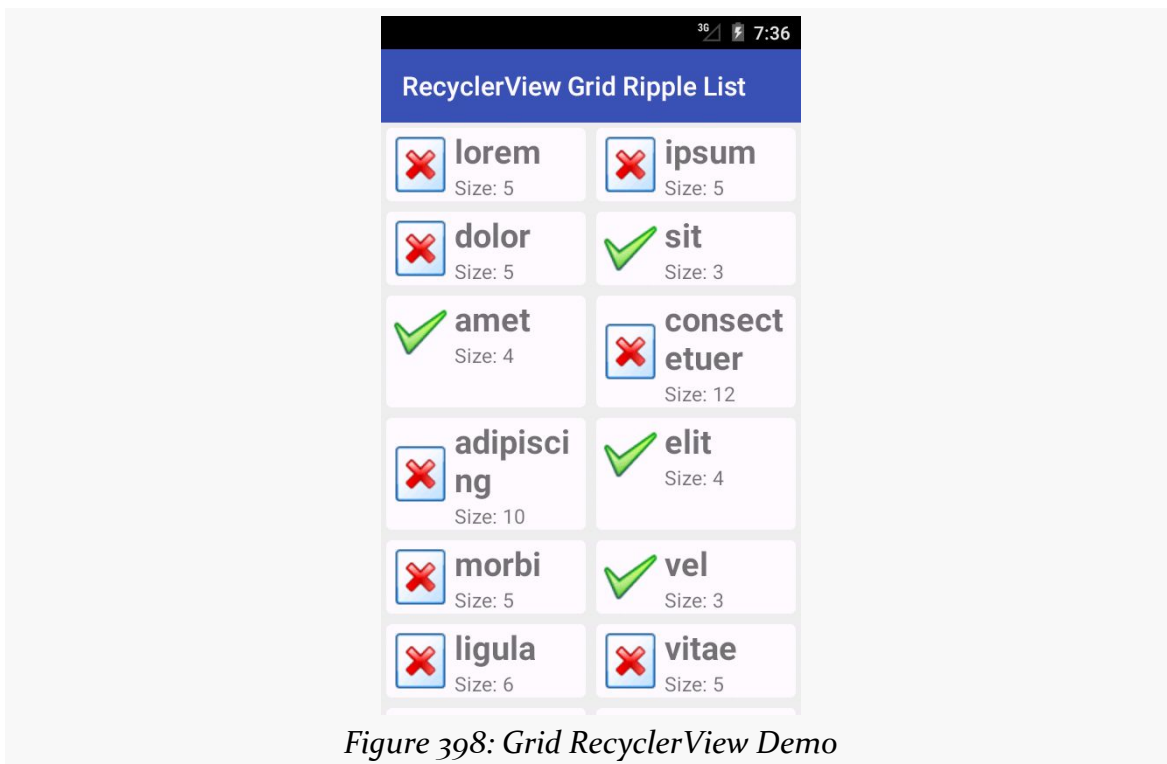 3G 7:36
RecyclerView Grid Ripple List
lorem
Size: 5
ipsum
Size: 5
dolor
Size: 5
sit
Size: 3
amet
Size: 4
consect
etuer
Size: 12
adipisci
ng
Size: 10
elit
Size: 4
morbi
Size: 5
vel
Size: 3
ligula
Size: 6
vitae
Size: 5
Figure 398: Grid RecyclerView Demo